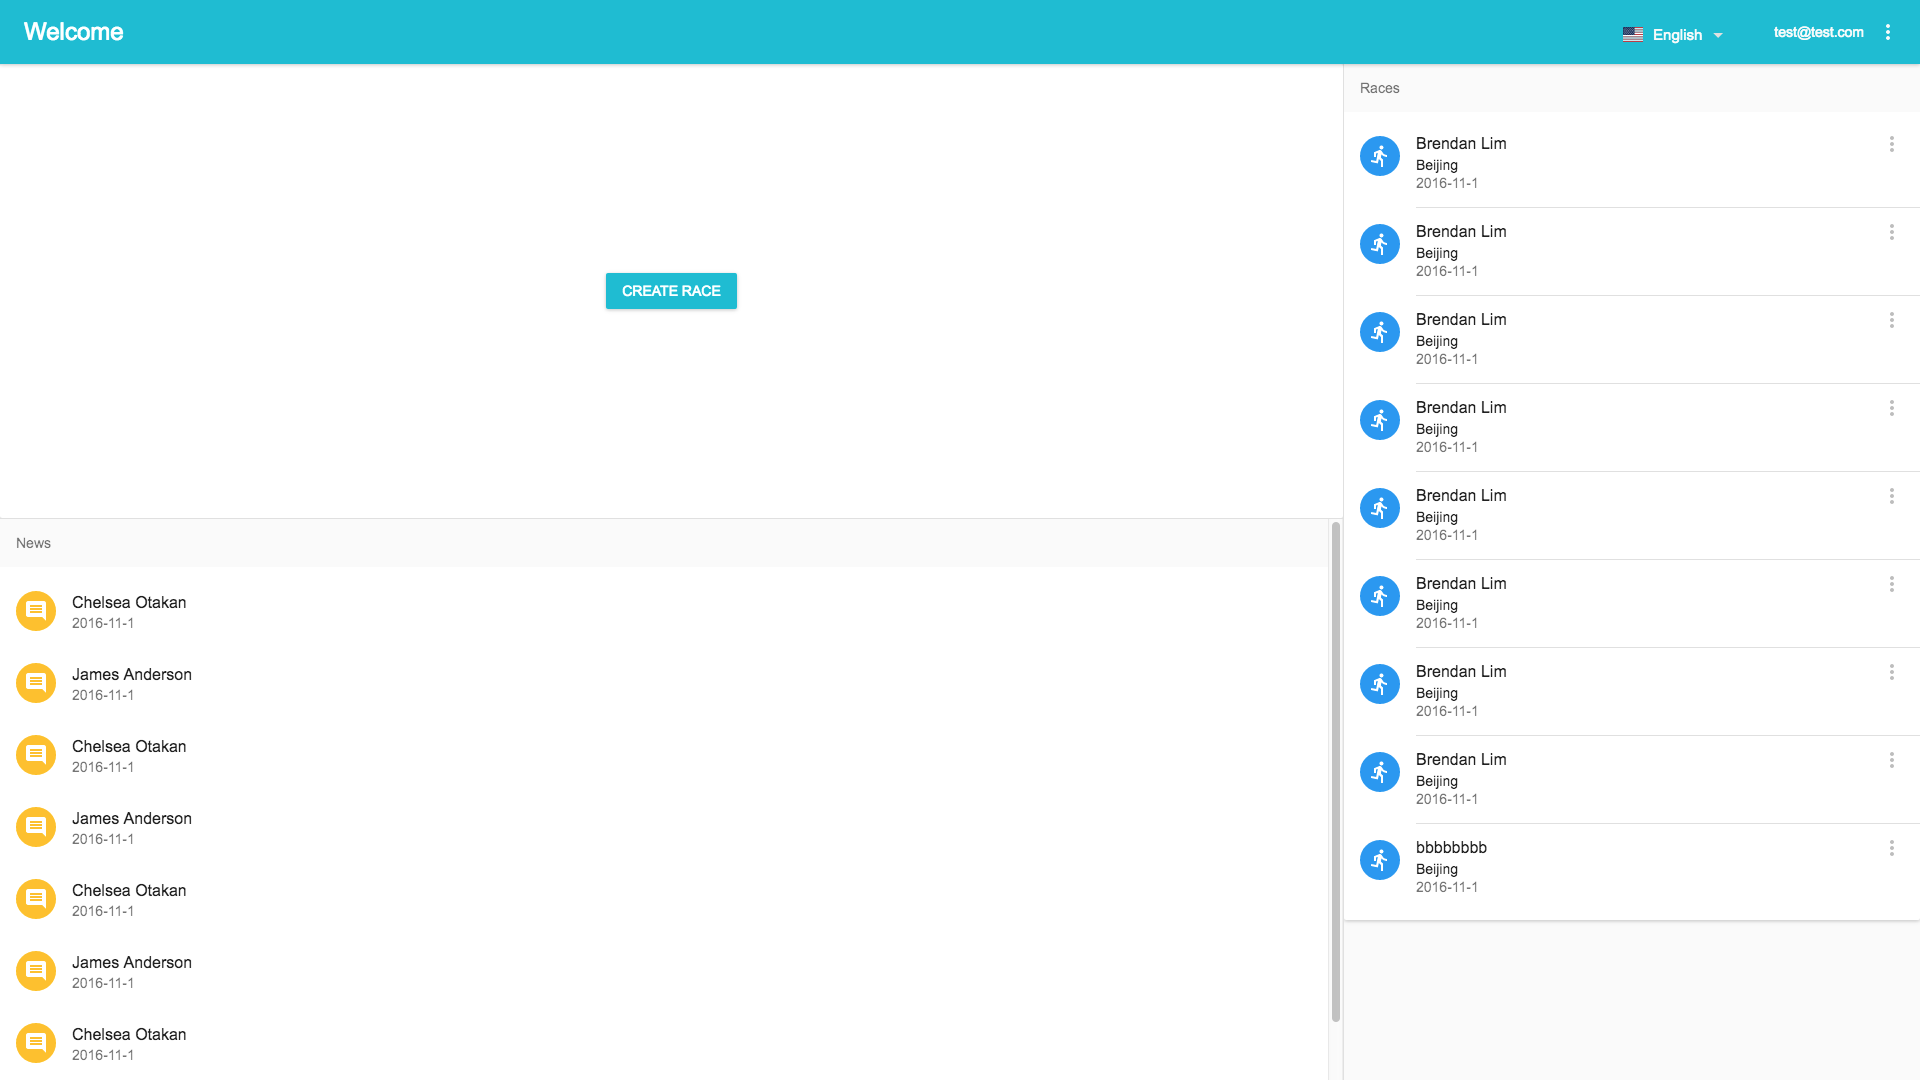 Welcome
English
test@test.com
CREATE RACE
News
Chelsea Otakan
2016-11-1
James Anderson
2016-11-1
Chelsea Otakan
2016-11-1
James Anderson
2016-11-1
Chelsea Otakan
2016-11-1
James Anderson
2016-11-1
Chelsea Otakan
2016-11-1
Races
Brendan Lim
Beijing
2016-11-1
Brendan Lim
Beijing
2016-11-1
Brendan Lim
Beijing
2016-11-1
Brendan Lim
Beijing
2016-11-1
Brendan Lim
Beijing
2016-11-1
Brendan Lim
Beijing
2016-11-1
Brendan Lim
Beijing
2016-11-1
Brendan Lim
Beijing
2016-11-1
bbbbbbbb
Beijing
2016-11-1